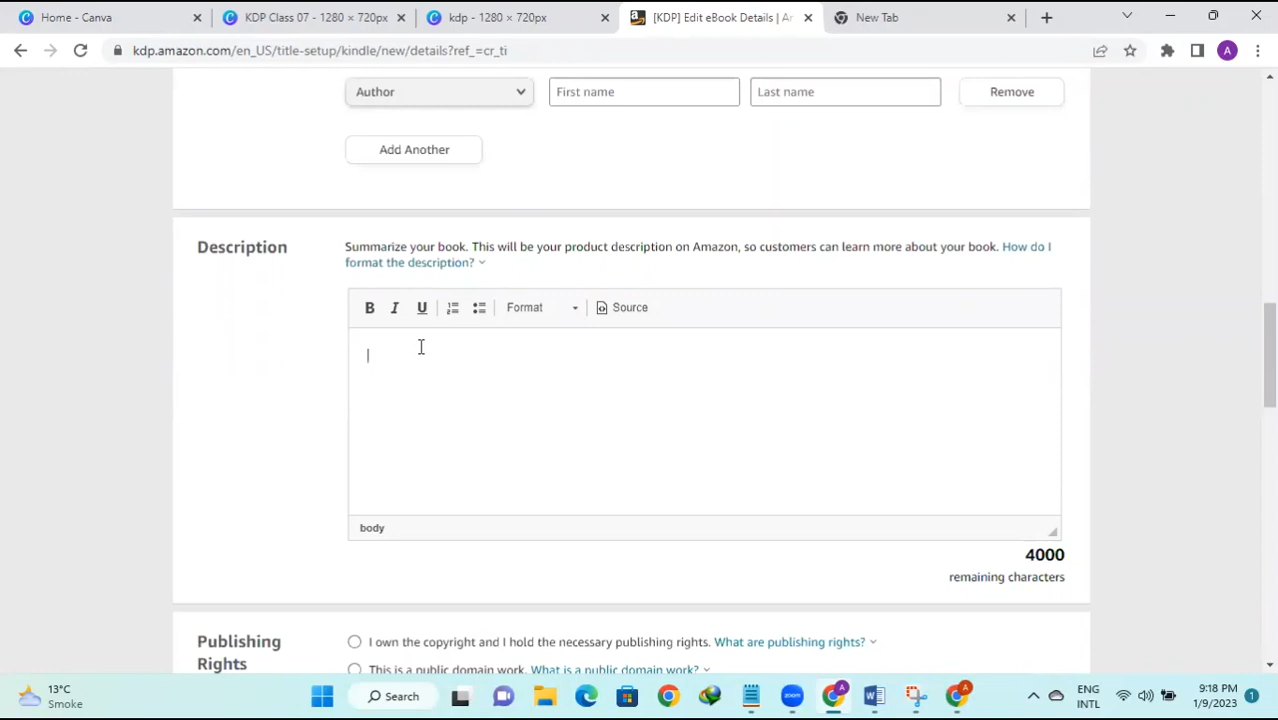 Home - Canva
KDP Class 07 - 1280 × 720px
kdp - 1280 × 720px
[KDP] Edit eBook Details | Am
New Tab
kdp.amazon.com/en_US/title-setup/kindle/new/details?ref_=cr_ti
A
Author
First name
Last name
Remove
Add Another
Description
Summarize your book. This will be your product description on Amazon, so customers can learn more about your book. How do I
format the description?
B I U
Format
Source
body
4000
remaining characters
Publishing
Rights
I own the copyright and I hold the necessary publishing rights. What are publishing rights?
This is a public domain work. What is a public domain work?
13°C
Smoke
Search
ENG
INTL
9:18 PM
1/9/2023
1